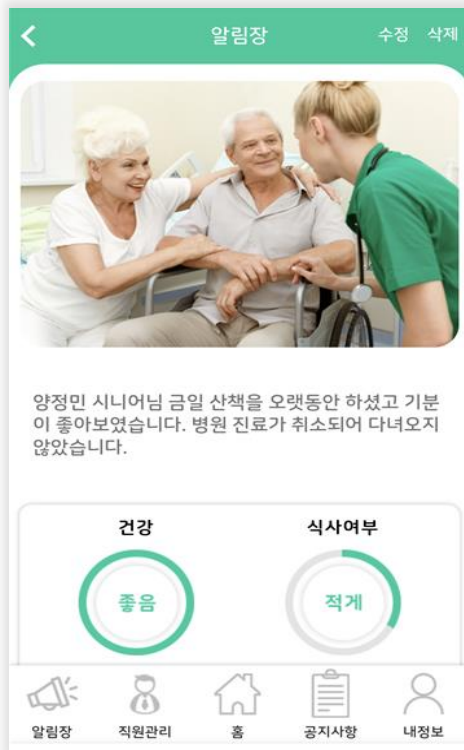 알림장 수정 삭제
양정민 시니어님 금일 산책을 오랫동안 하셨고 기분
이 좋아보였습니다. 병원 진료가 취소되어 다녀오지
않았습니다.
건강 식사여부
좋음 적게
알림장 직원관리 홈 공지사항 내정보